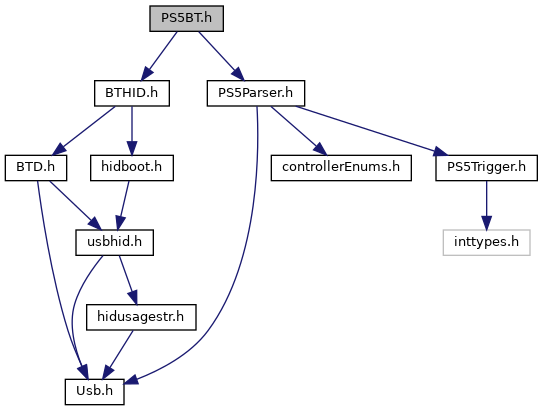 PS5BT.h
BTHID.h
PS5Parser.h
BTD.h
hidboot.h
controllerEnums.h
PS5Trigger.h
usbhid.h
inttypes.h
hidusagestr.h
Usb.h